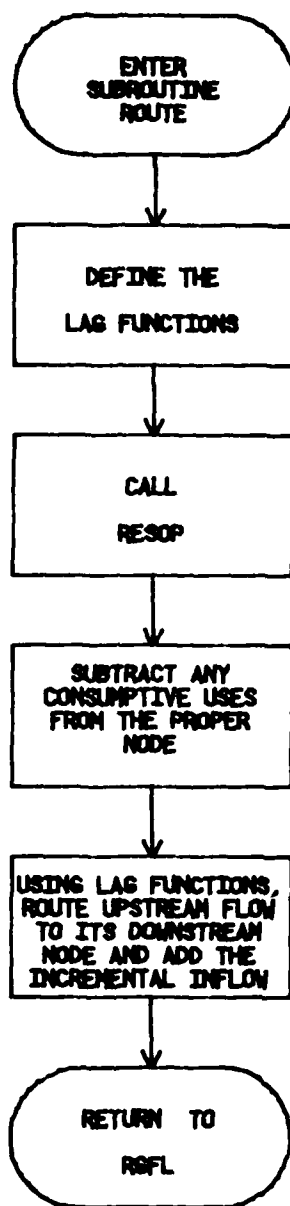 ENTER
SUBROUTINE
ROUTE
DEFINE THE
LAG FUNCTIONS
CALL
RESOP
SUBTRACT ANY
CONSUMPTIVE USES
FROM THE PROPER
NODE
USING LAG FUNCTIONS,
ROUTE UPSTREAM FLOW
TO ITS DOWNSTREAM
NODE AND ADD THE
INCREMENTAL INFLOW
RETURN TO
RGFL